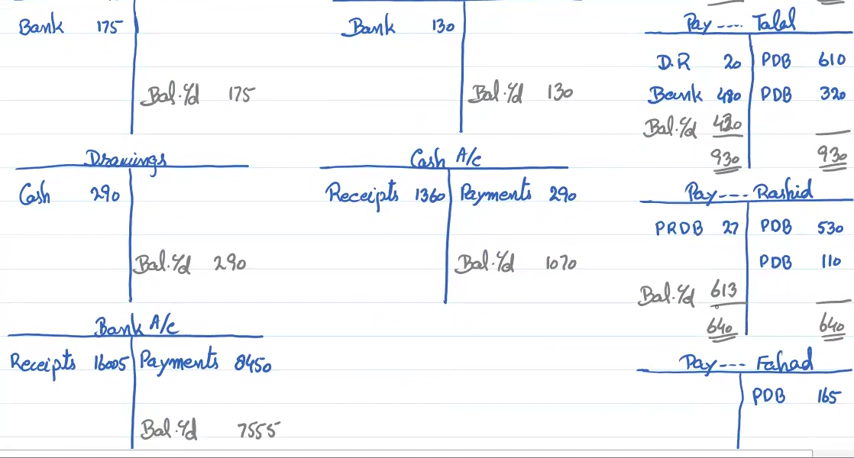 Bank 175
Bal. c/d 175
Bank 130
Bal. c/d 130
Pay---- Talal
D.R 20 PDB 610
Bank 480 PDB 320
Bal. c/d 430
930 930
Drawings
Cash 290
Bal. c/d 290
Cash A/c
Receipts 1360 Payments 290
Bal. c/d 1070
Pay---- Rashid
PRDB 27 PDB 530
PDB 110
Bal. c/d 613
640 640
Bank A/c
Receipts 16005 Payments 8450
Bal. c/d 7555
Pay--- Fahad
PDB 165